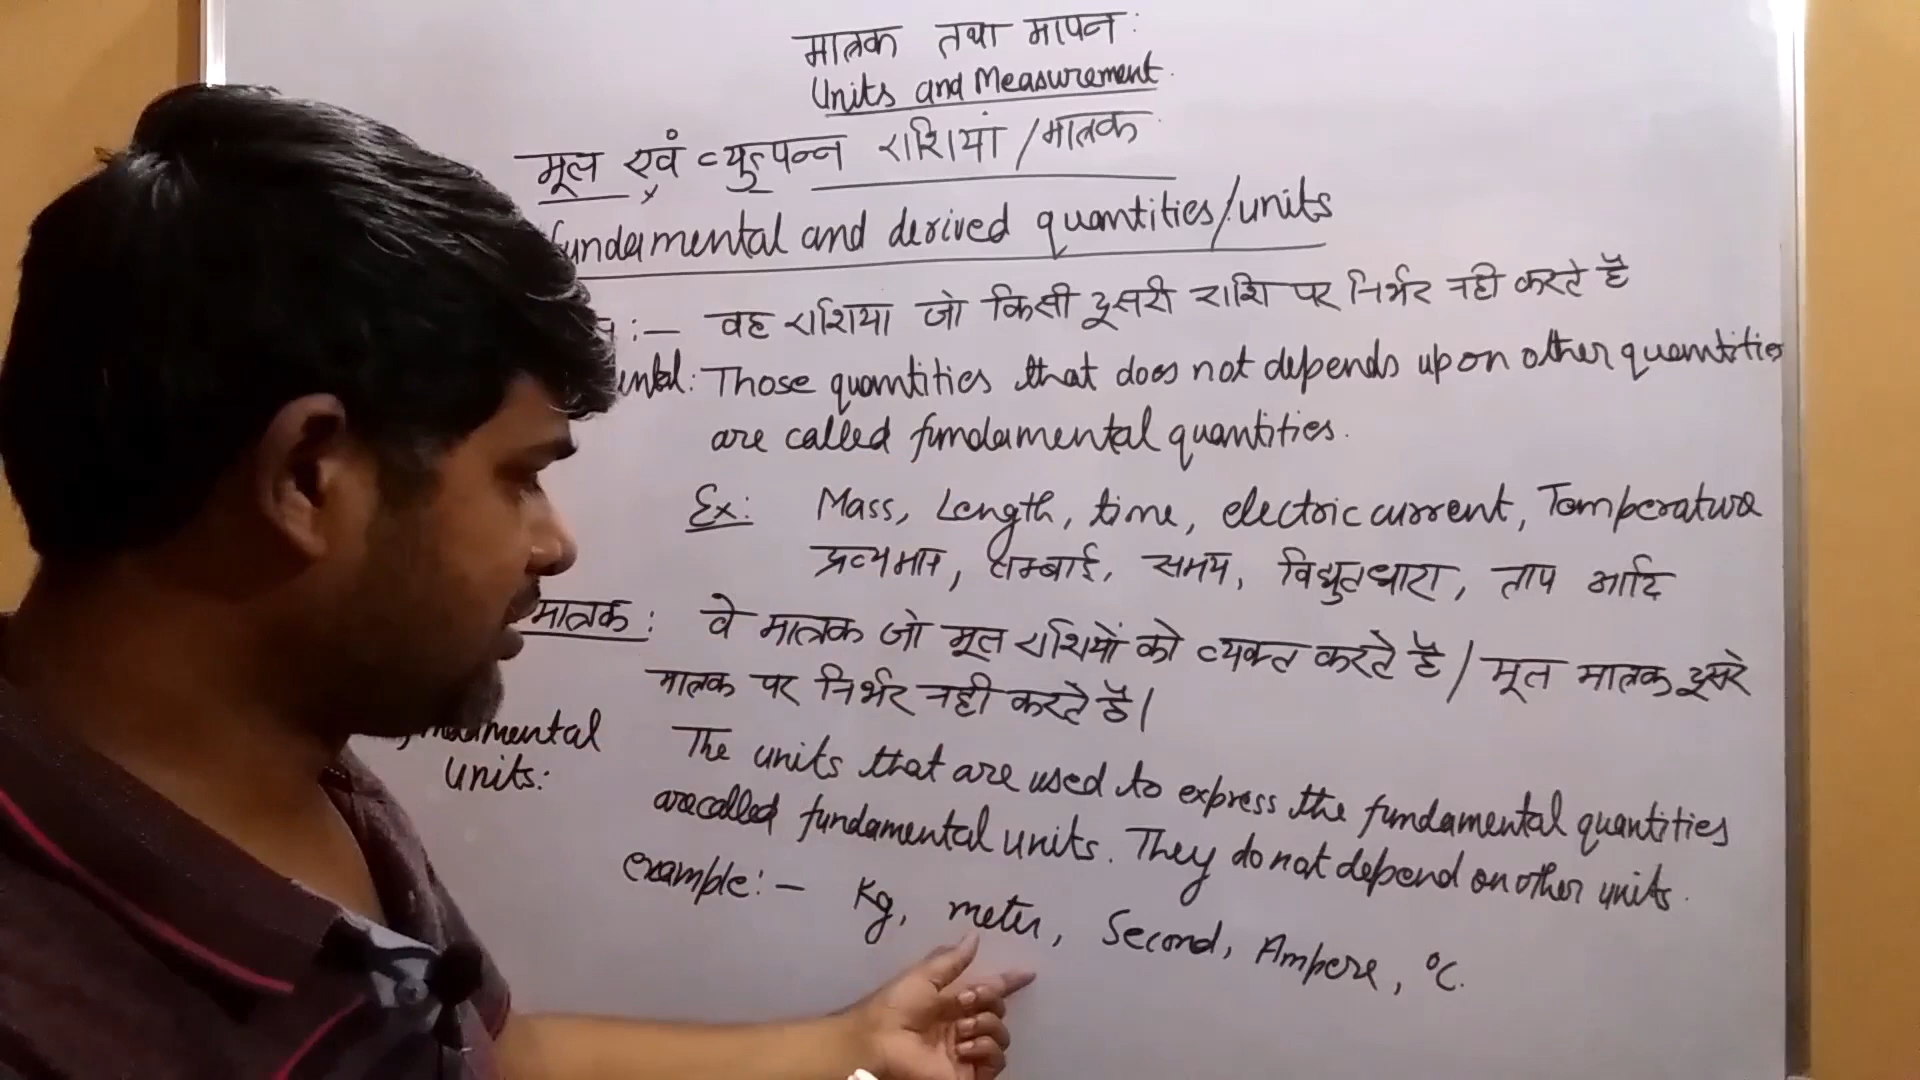 मात्रक तथा मापन :
Units and Measurement.
मूल एवं व्युत्पन्न राशियां / मात्रक
fundamental and derived quantities/units
:— वह राशिया जो किसी दूसरी राशि पर निर्भर नही करते है
: Those quantities that does not depends upon other quantities
are called fundamental quantities.
Ex: Mass, Length, time, electric current, Temperature
द्रव्यमान, लम्बाई, समय, विद्युतधारा, ताप आदि
मात्रक : वे मात्रक जो मूल राशियों को व्यक्त करते है / मूल मात्रक दूसरे
मात्रक पर निर्भर नही करते है |
units: The units that are used to express the fundamental quantities
are called fundamental units. They do not depend on other units.
example :- Kg, meter, Second, Ampere, °C.